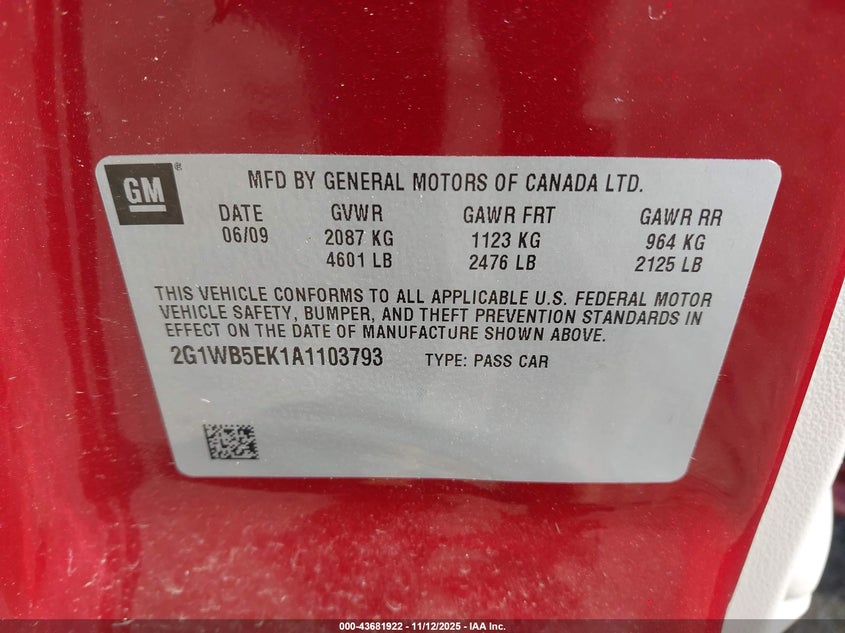 GM®
MFD BY GENERAL MOTORS OF CANADA LTD.
DATE GVWR GAWR FRT GAWR RR
06/09 2087 KG 1123 KG 964 KG
4601 LB 2476 LB 2125 LB
THIS VEHICLE CONFORMS TO ALL APPLICABLE U.S. FEDERAL MOTOR
VEHICLE SAFETY, BUMPER, AND THEFT PREVENTION STANDARDS IN
EFFECT ON THE DATE OF MANUFACTURE SHOWN ABOVE.
2G1WB5EK1A1103793 TYPE: PASS CAR
000-43681922 - 11/12/2025 - IAA Inc.